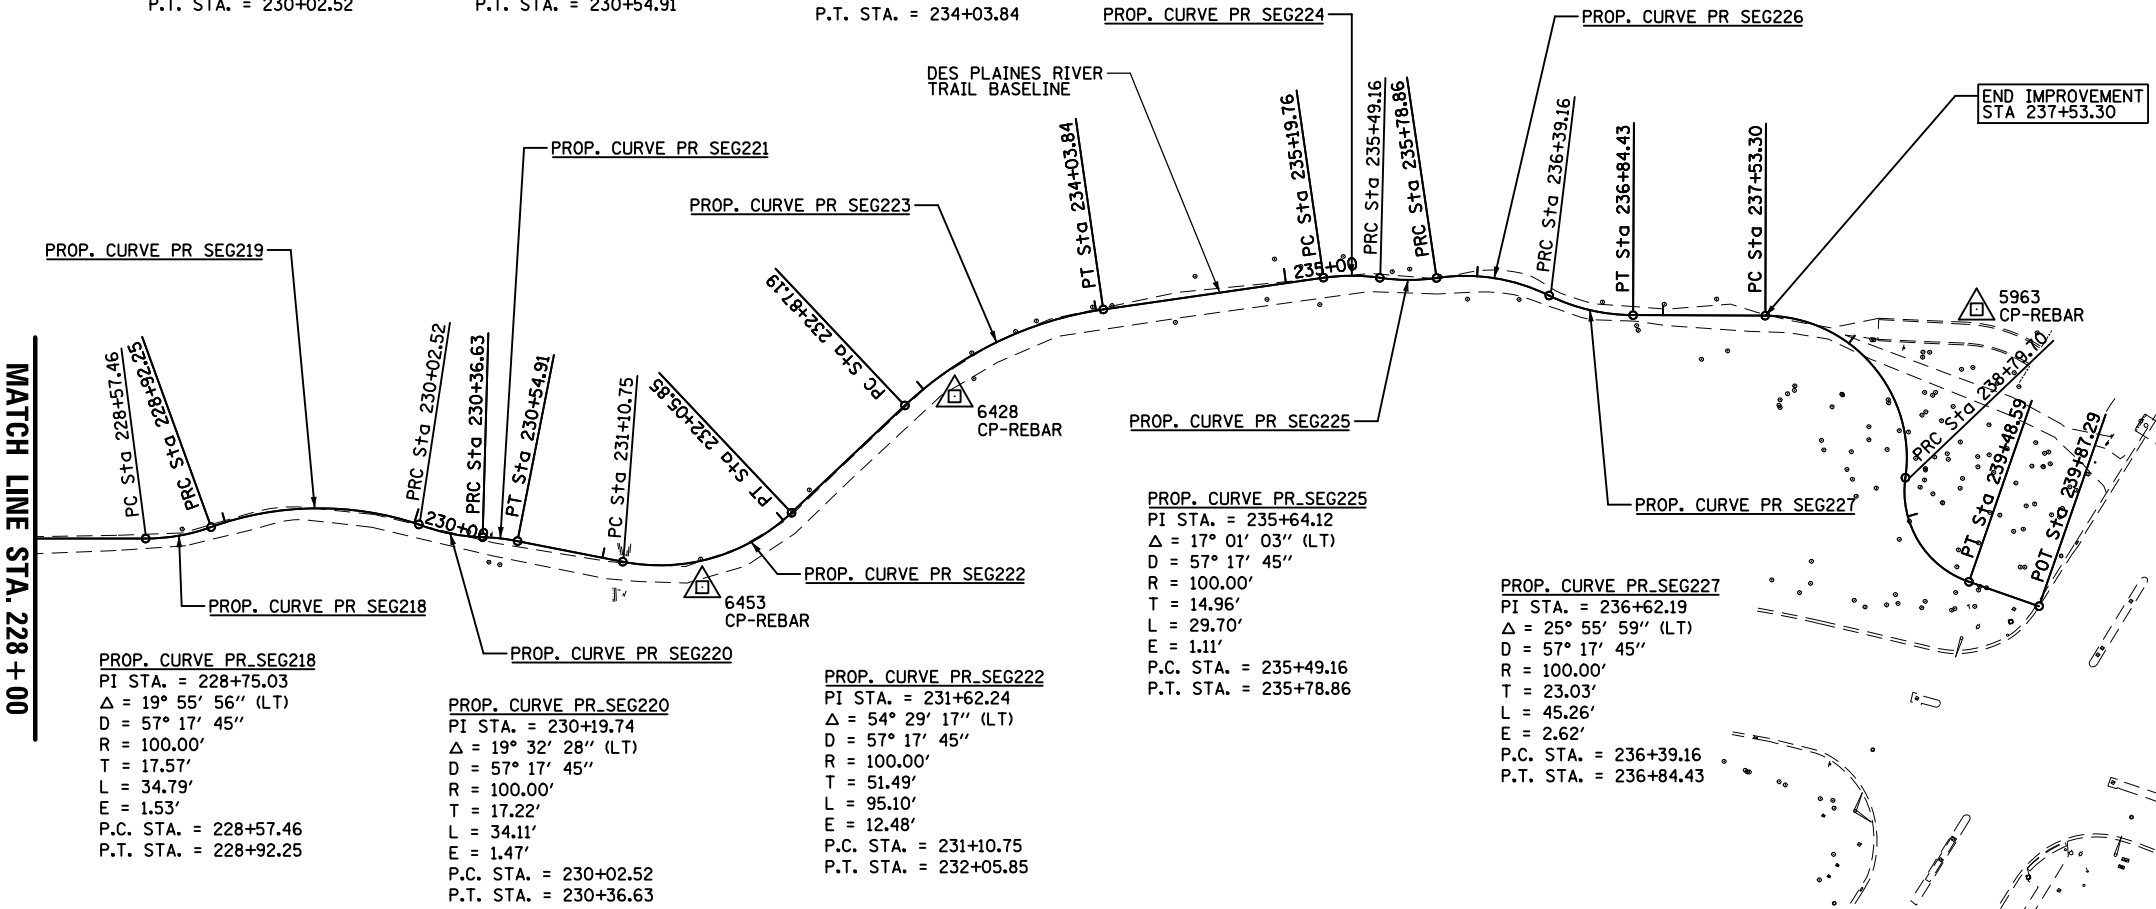 P.T. STA. = 230+02.52
P.T. STA. = 230+54.91
P.T. STA. = 234+03.84
PROP. CURVE PR SEG224
PROP. CURVE PR SEG226
DES PLAINES RIVER
TRAIL BASELINE
END IMPROVEMENT
STA 237+53.30
PROP. CURVE PR SEG221
PROP. CURVE PR SEG223
PROP. CURVE PR SEG219
MATCH LINE STA. 228+00
PC Sta 228+57.46
PRC Sta 228+92.25
PRC Sta 230+02.52
230+00
PRC Sta 230+36.63
PT Sta 230+54.91
PC Sta 231+10.75
PT Sta 232+05.85
PC Sta 232+87.19
PT Sta 234+03.84
235+00
PC Sta 235+19.76
PRC Sta 235+49.16
PRC Sta 235+78.86
PRC Sta 236+39.16
PT Sta 236+84.43
PC Sta 237+53.30
PRC Sta 238+79.70
PT Sta 239+48.59
POT Sta 239+87.29
5963
CP-REBAR
6428
CP-REBAR
6453
CP-REBAR
PROP. CURVE PR SEG225
PROP. CURVE PR SEG227
PROP. CURVE PR SEG222
PROP. CURVE PR SEG218
PROP. CURVE PR SEG220
PROP. CURVE PR_SEG218
PI STA. = 228+75.03
Δ = 19° 55' 56" (LT)
D = 57° 17' 45"
R = 100.00'
T = 17.57'
L = 34.79'
E = 1.53'
P.C. STA. = 228+57.46
P.T. STA. = 228+92.25
PROP. CURVE PR_SEG220
PI STA. = 230+19.74
Δ = 19° 32' 28" (LT)
D = 57° 17' 45"
R = 100.00'
T = 17.22'
L = 34.11'
E = 1.47'
P.C. STA. = 230+02.52
P.T. STA. = 230+36.63
PROP. CURVE PR_SEG222
PI STA. = 231+62.24
Δ = 54° 29' 17" (LT)
D = 57° 17' 45"
R = 100.00'
T = 51.49'
L = 95.10'
E = 12.48'
P.C. STA. = 231+10.75
P.T. STA. = 232+05.85
PROP. CURVE PR_SEG225
PI STA. = 235+64.12
Δ = 17° 01' 03" (LT)
D = 57° 17' 45"
R = 100.00'
T = 14.96'
L = 29.70'
E = 1.11'
P.C. STA. = 235+49.16
P.T. STA. = 235+78.86
PROP. CURVE PR_SEG227
PI STA. = 236+62.19
Δ = 25° 55' 59" (LT)
D = 57° 17' 45"
R = 100.00'
T = 23.03'
L = 45.26'
E = 2.62'
P.C. STA. = 236+39.16
P.T. STA. = 236+84.43